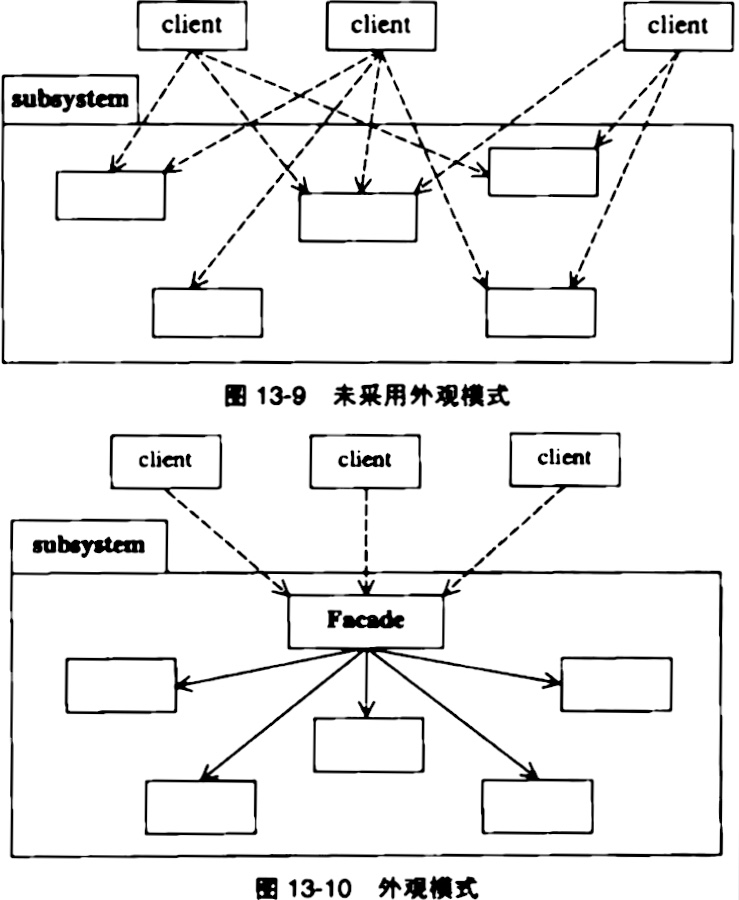 client client client
subsystem
图 13-9 未采用外观模式
client client client
subsystem
Facade
图 13-10 外观模式